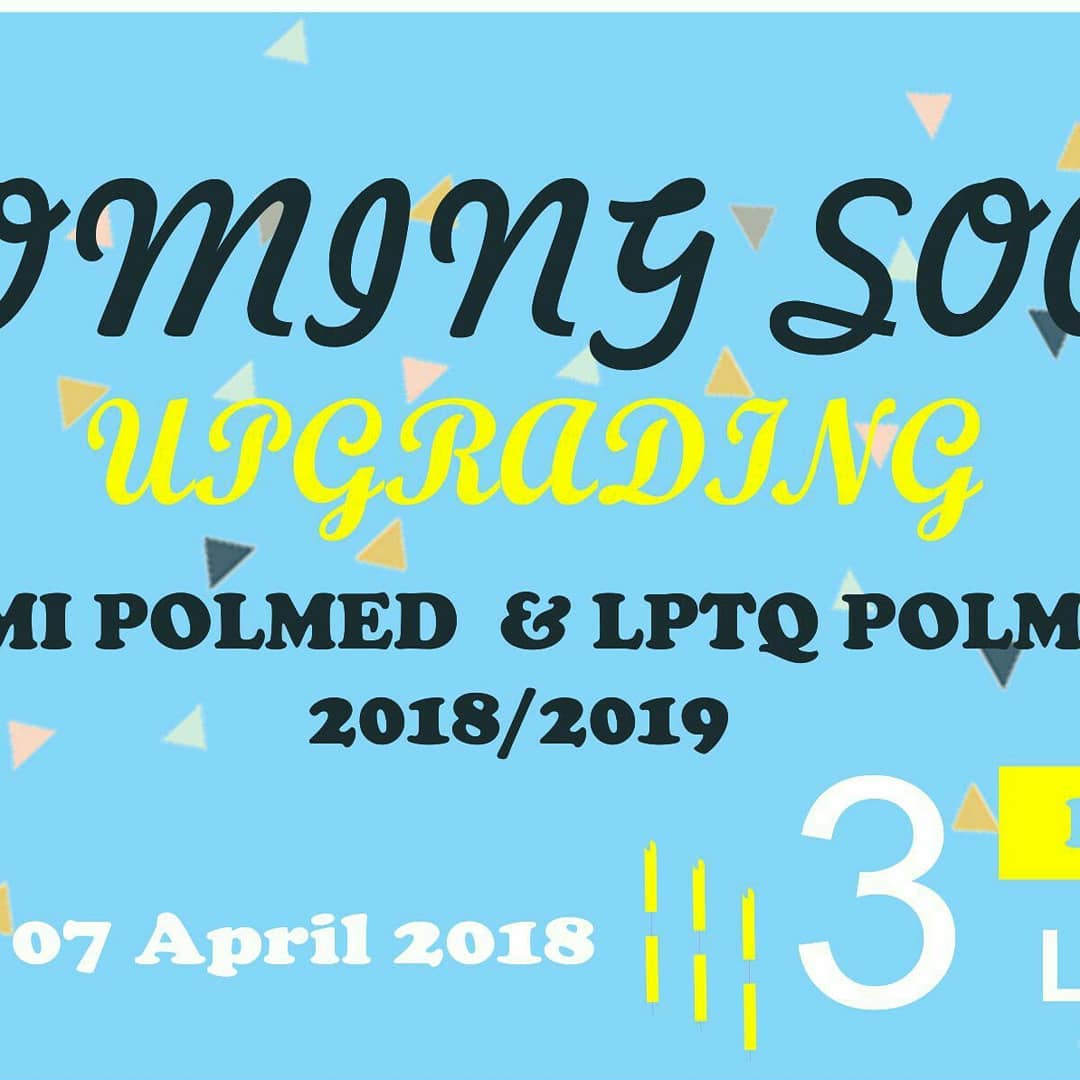 OMING SOO
UPGRADING
MI POLMED & LPTQ POLM
2018/2019
3
07 April 2018